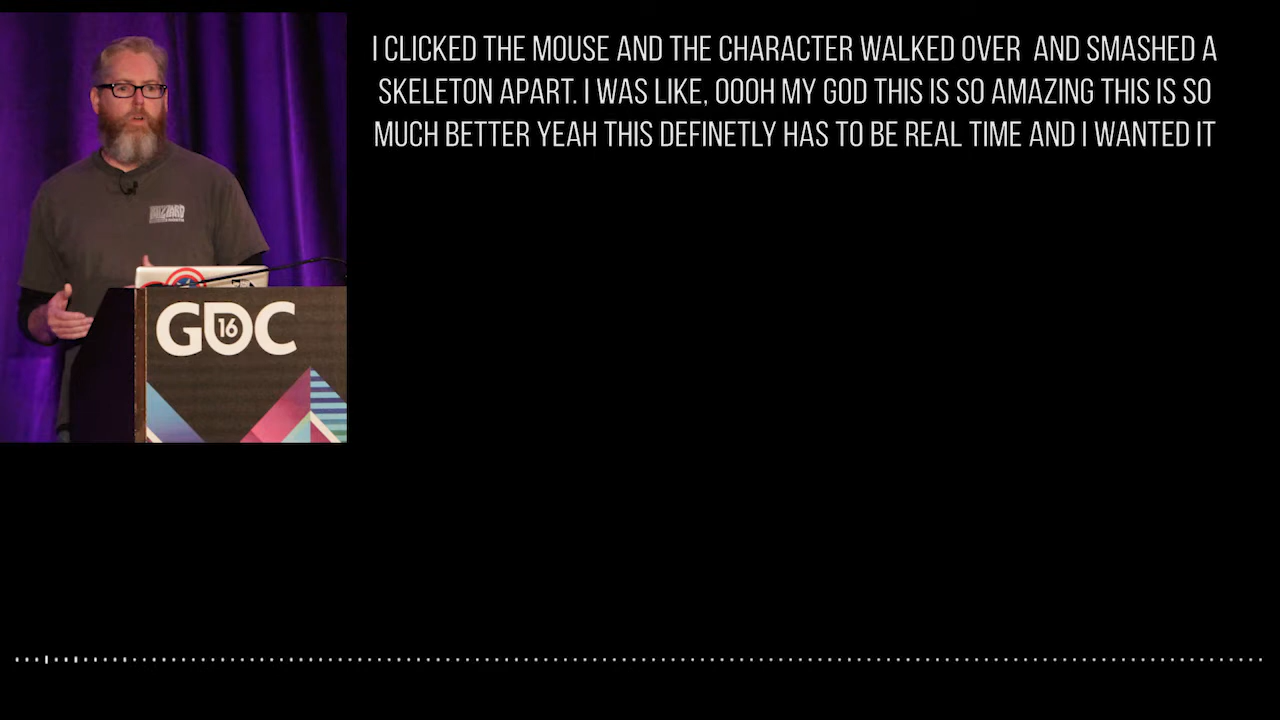 I CLICKED THE MOUSE AND THE CHARACTER WALKED OVER AND SMASHED A
SKELETON APART. I WAS LIKE, OOOH MY GOD THIS IS SO AMAZING THIS IS SO
MUCH BETTER YEAH THIS DEFINETLY HAS TO BE REAL TIME AND I WANTED IT
BLIZZARD
GDC
16